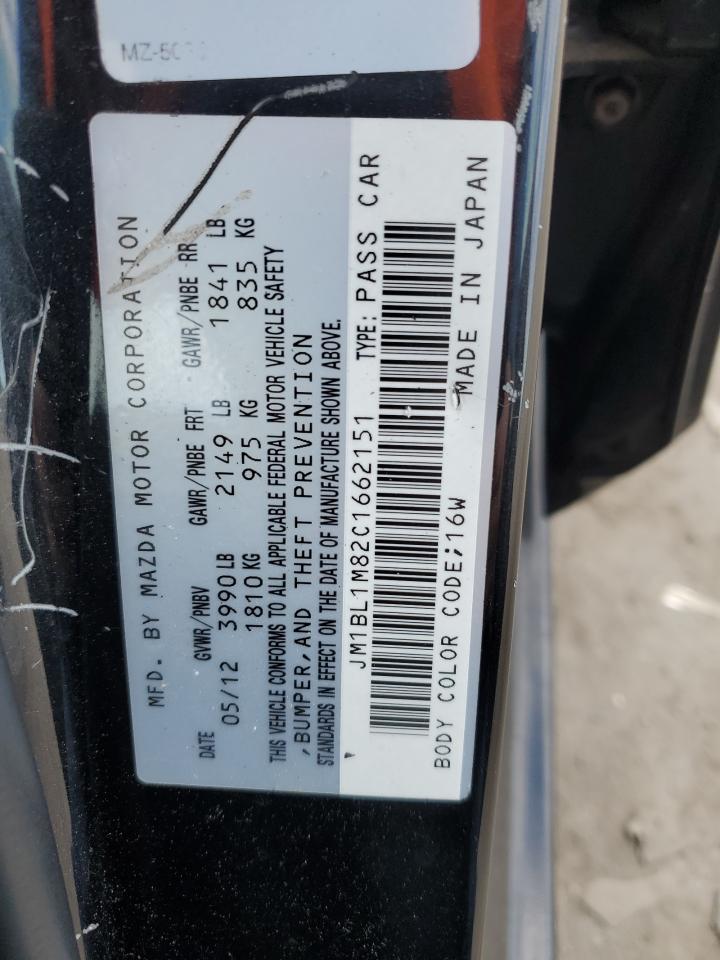 MZ-50
MFD. BY MAZDA MOTOR CORPORATION
DATE GVWR/PNBV GAWR/PNBE FRT GAWR/PNBE RR
05/12 3990 LB 2149 LB 1841 LB
1810 KG 975 KG 835 KG
THIS VEHICLE CONFORMS TO ALL APPLICABLE FEDERAL MOTOR VEHICLE SAFETY
,BUMPER,AND THEFT PREVENTION
STANDARDS IN EFFECT ON THE DATE OF MANUFACTURE SHOWN ABOVE.
JM1BL1M82C1662151 TYPE: PASS CAR
BODY COLOR CODE;16W MADE IN JAPAN